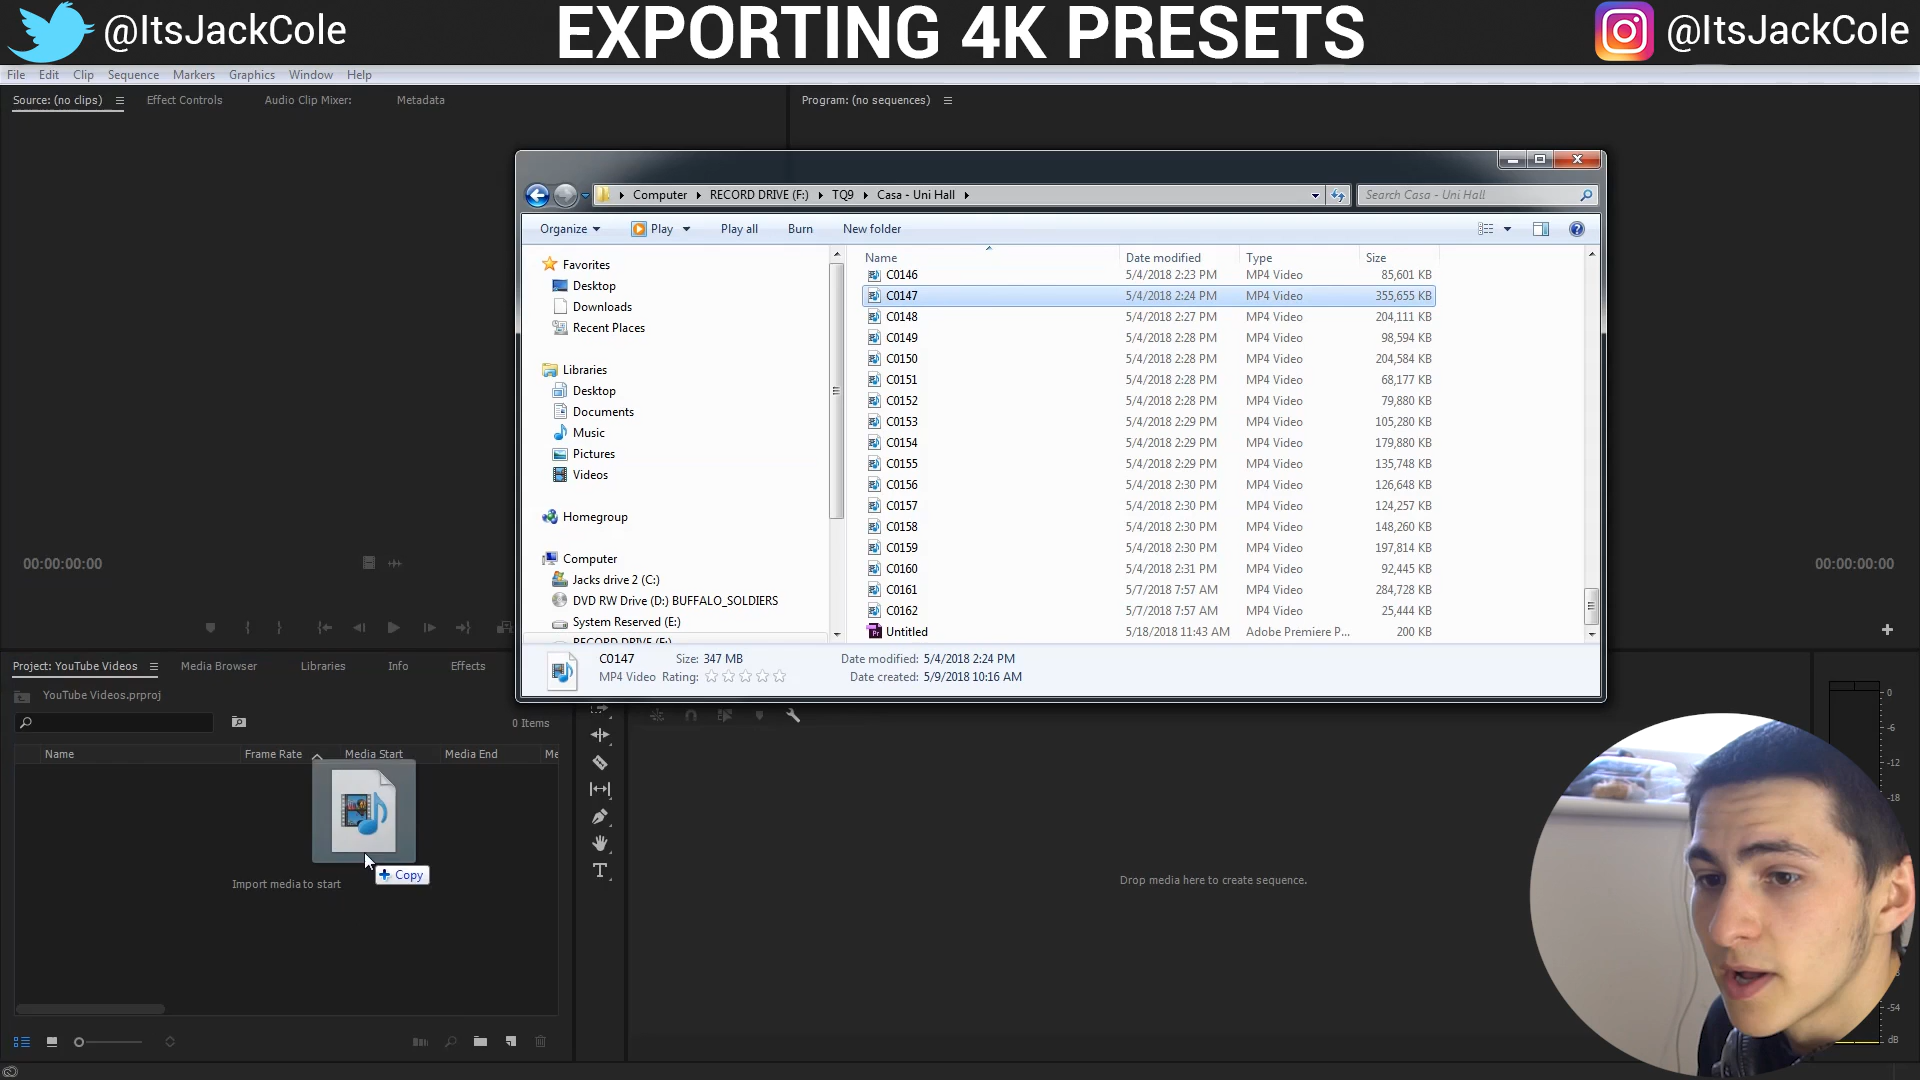 @ItsJackCole
EXPORTING 4K PRESETS
@ItsJackCole
File Edit Clip Sequence Markers Graphics Window Help
Source: (no clips) Effect Controls Audio Clip Mixer: Metadata
Program: (no sequences)
Computer RECORD DRIVE (F:) TQ9 Casa - Uni Hall
Search Casa - Uni Hall
Organize Play Play all Burn New folder
Favorites
Desktop
Downloads
Recent Places
Libraries
Desktop
Documents
Music
Pictures
Videos
Homegroup
Computer
Jacks drive 2 (C:)
DVD RW Drive (D:) BUFFALO_SOLDIERS
System Reserved (E:)
RECORD DRIVE (F:)
Name Date modified Type Size
C0146 5/4/2018 2:23 PM MP4 Video 85,601 KB
C0147 5/4/2018 2:24 PM MP4 Video 355,655 KB
C0148 5/4/2018 2:27 PM MP4 Video 204,111 KB
C0149 5/4/2018 2:28 PM MP4 Video 98,594 KB
C0150 5/4/2018 2:28 PM MP4 Video 204,584 KB
C0151 5/4/2018 2:28 PM MP4 Video 68,177 KB
C0152 5/4/2018 2:28 PM MP4 Video 79,880 KB
C0153 5/4/2018 2:29 PM MP4 Video 105,280 KB
C0154 5/4/2018 2:29 PM MP4 Video 179,880 KB
C0155 5/4/2018 2:29 PM MP4 Video 135,748 KB
C0156 5/4/2018 2:30 PM MP4 Video 126,648 KB
C0157 5/4/2018 2:30 PM MP4 Video 124,257 KB
C0158 5/4/2018 2:30 PM MP4 Video 148,260 KB
C0159 5/4/2018 2:30 PM MP4 Video 197,814 KB
C0160 5/4/2018 2:31 PM MP4 Video 92,445 KB
C0161 5/7/2018 7:57 AM MP4 Video 284,728 KB
C0162 5/7/2018 7:57 AM MP4 Video 25,444 KB
Untitled 5/18/2018 11:43 AM Adobe Premiere P... 200 KB
C0147 Size: 347 MB Date modified: 5/4/2018 2:24 PM
MP4 Video Rating: Date created: 5/9/2018 10:16 AM
00:00:00:00
00:00:00:00
Project: YouTube Videos Media Browser Libraries Info Effects
YouTube Videos.prproj
0 Items
Name Frame Rate Media Start Media End Me
Copy
Import media to start
Drop media here to create sequence.
T
0
-6
-12
-18
-54
dB